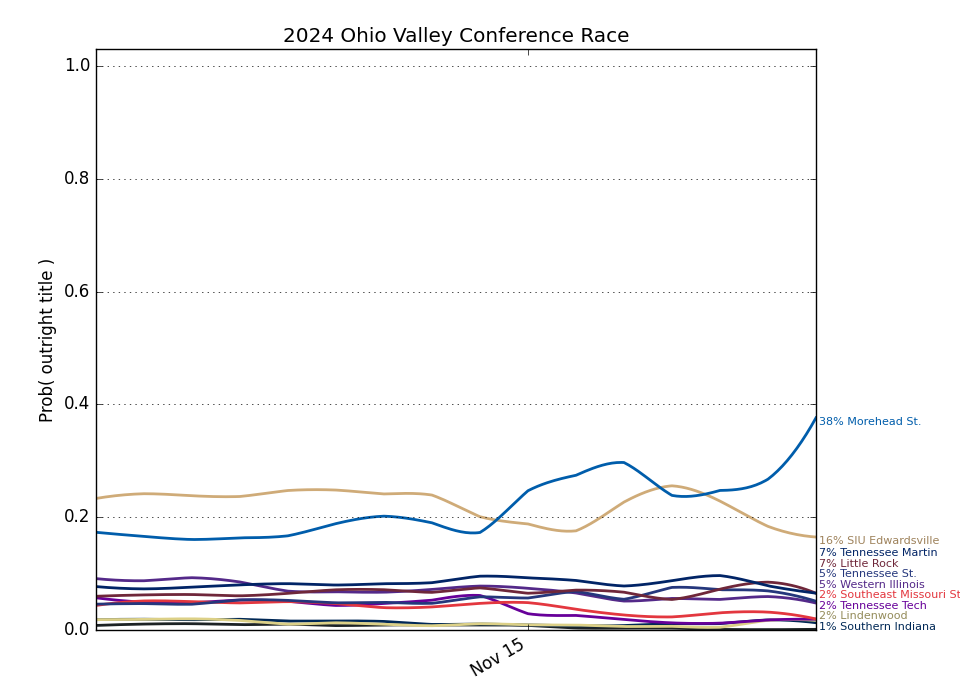 2024 Ohio Valley Conference Race
1.0
0.8
0.6
0.4
0.2
0.0
Prob( outright title )
Nov 15
38% Morehead St.
16% SIU Edwardsville
7% Tennessee Martin
7% Little Rock
5% Tennessee St.
5% Western Illinois
2% Southeast Missouri St
2% Tennessee Tech
2% Lindenwood
1% Southern Indiana